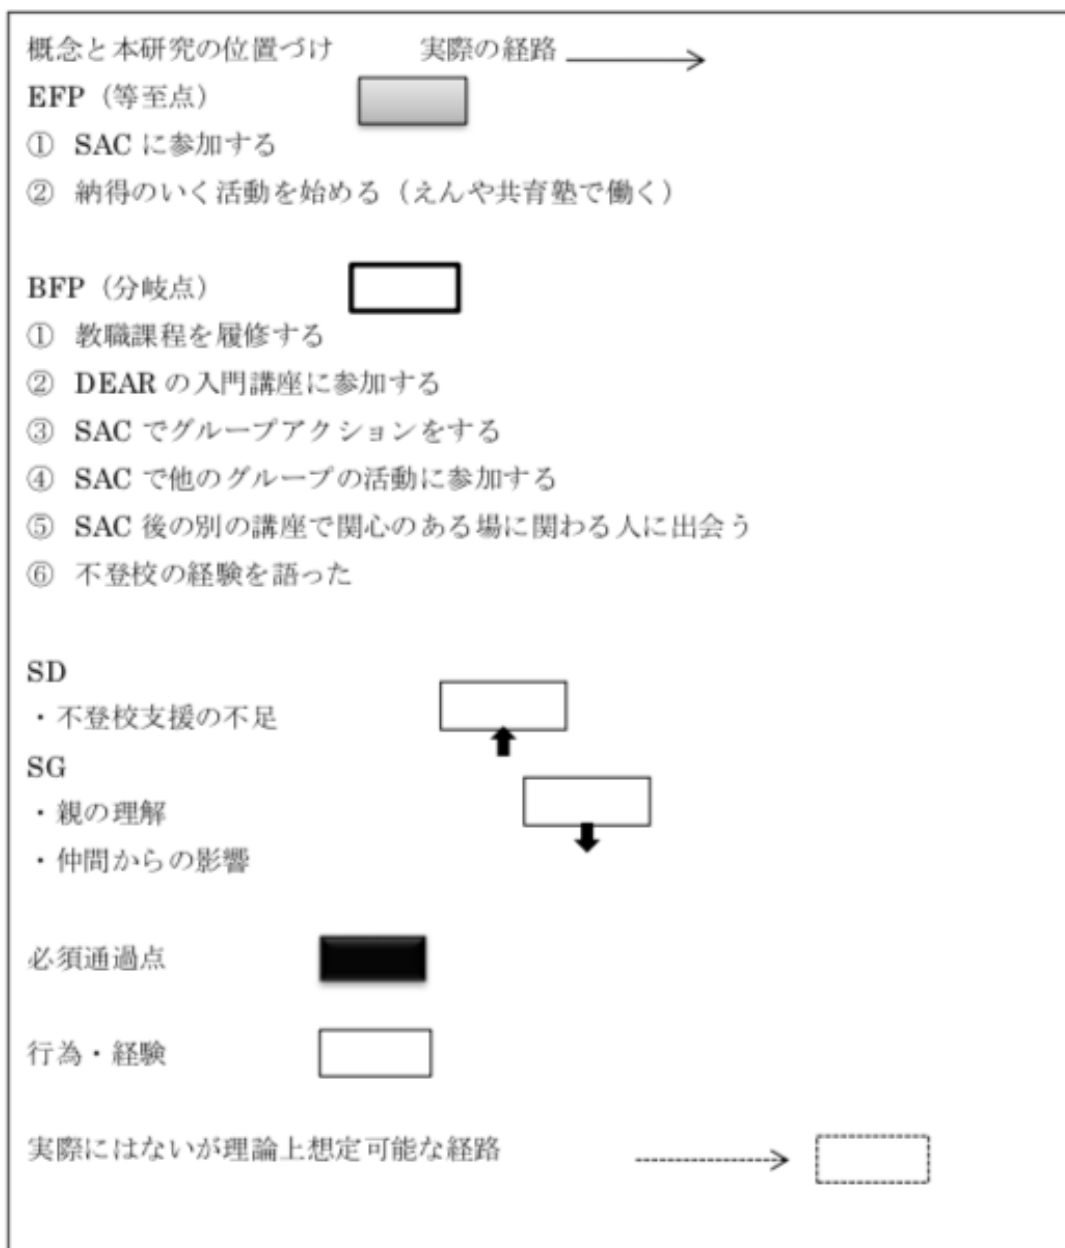 概念と本研究の位置づけ 実際の経路
EFP（等至点）
① SAC に参加する
② 納得のいく活動を始める（えんや共育塾で働く）
BFP（分岐点）
① 教職課程を履修する
② DEAR の入門講座に参加する
③ SAC でグループアクションをする
④ SAC で他のグループの活動に参加する
⑤ SAC 後の別の講座で関心のある場に関わる人に出会う
⑥ 不登校の経験を語った
SD
・不登校支援の不足
SG
・親の理解
・仲間からの影響
必須通過点
行為・経験
実際にはないが理論上想定可能な経路